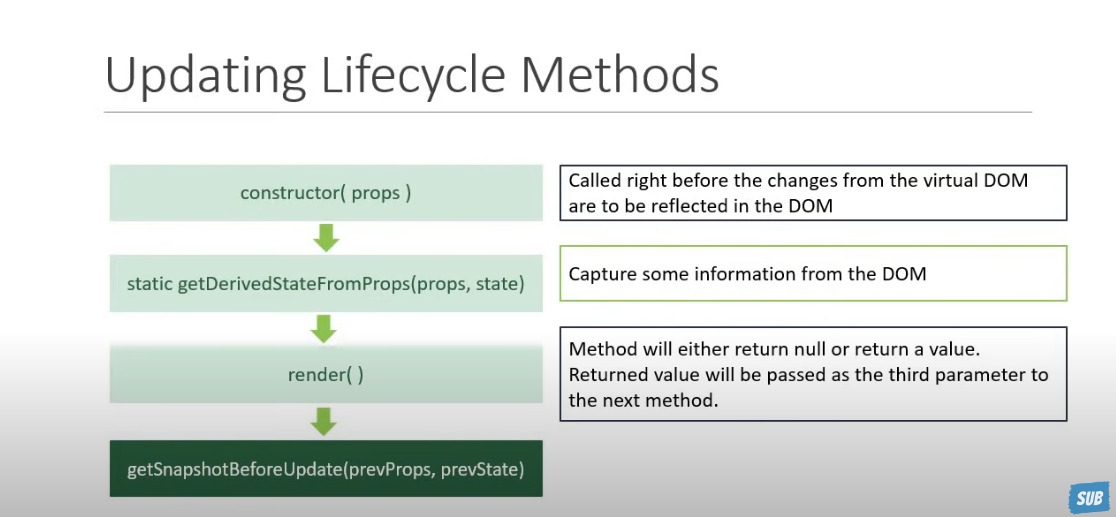 Updating Lifecycle Methods
constructor( props )
static getDerivedStateFromProps(props, state)
render( )
getSnapshotBeforeUpdate(prevProps, prevState)
Called right before the changes from the virtual DOM
are to be reflected in the DOM
Capture some information from the DOM
Method will either return null or return a value.
Returned value will be passed as the third parameter to
the next method.
SUB